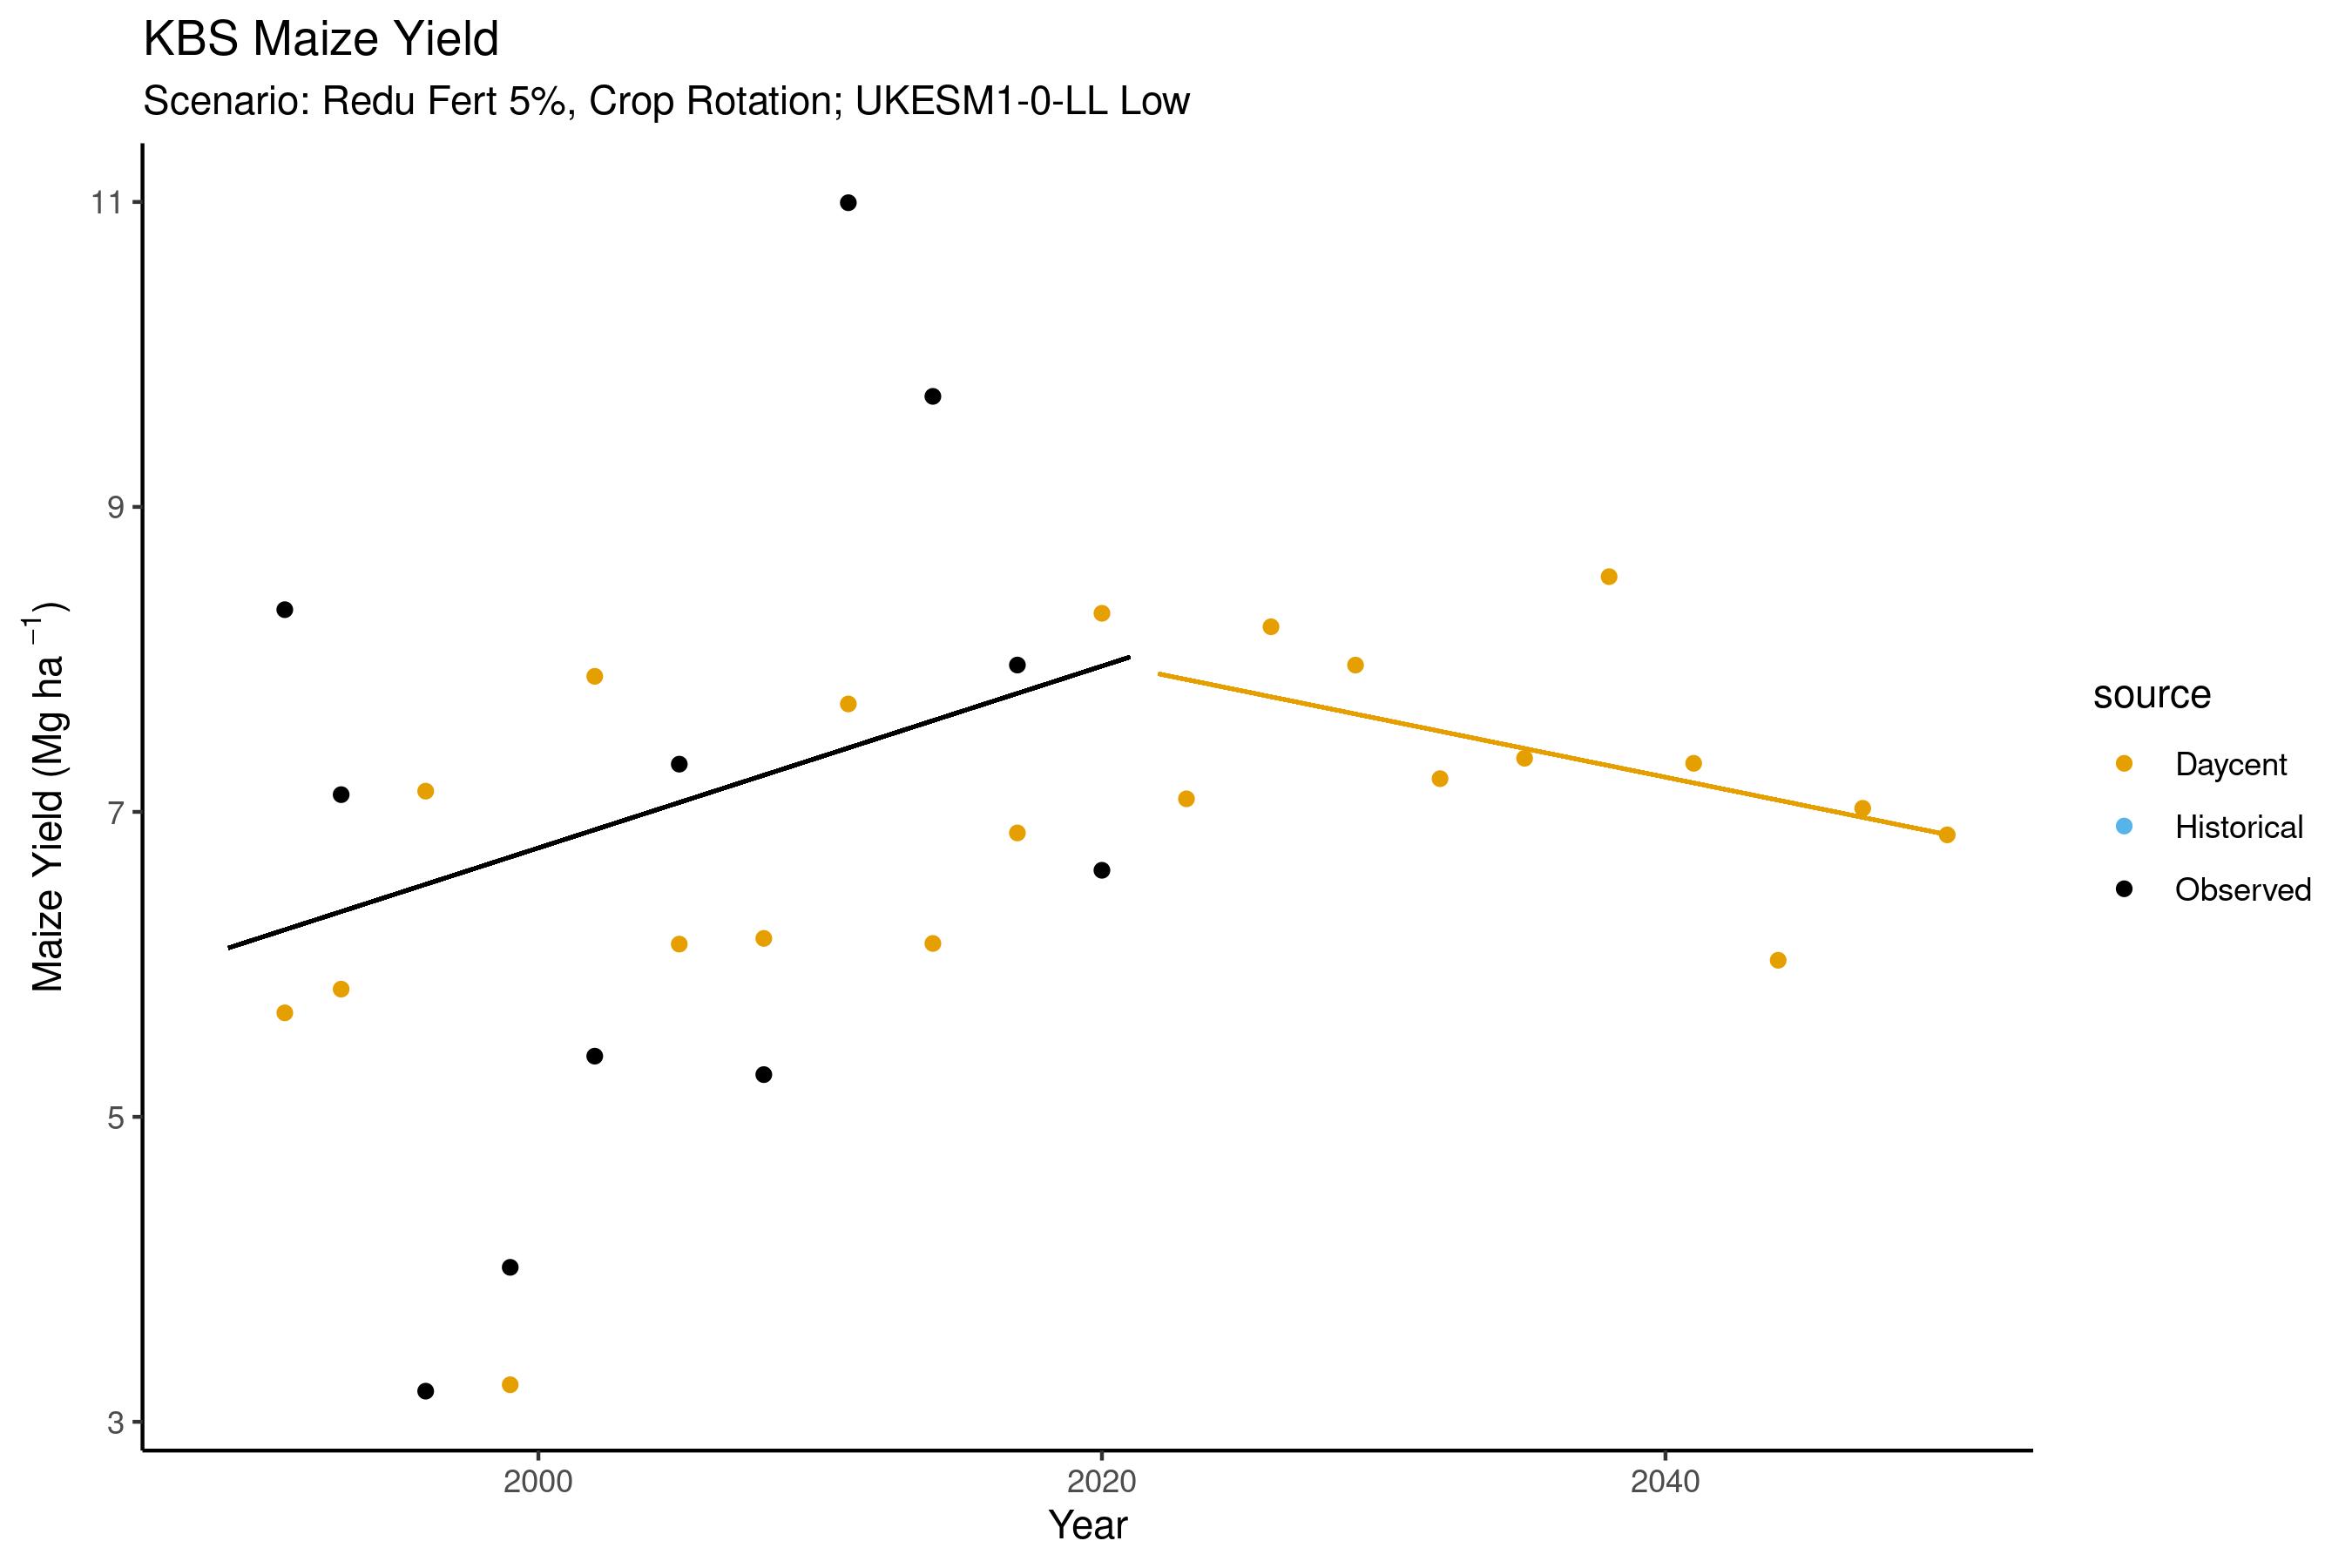 KBS Maize Yield
Scenario: Redu Fert 5%, Crop Rotation; UKESM1-0-LL Low
11
9
7
5
3
Maize Yield (Mg ha⁻¹)
2000
2020
2040
Year
source
Daycent
Historical
Observed